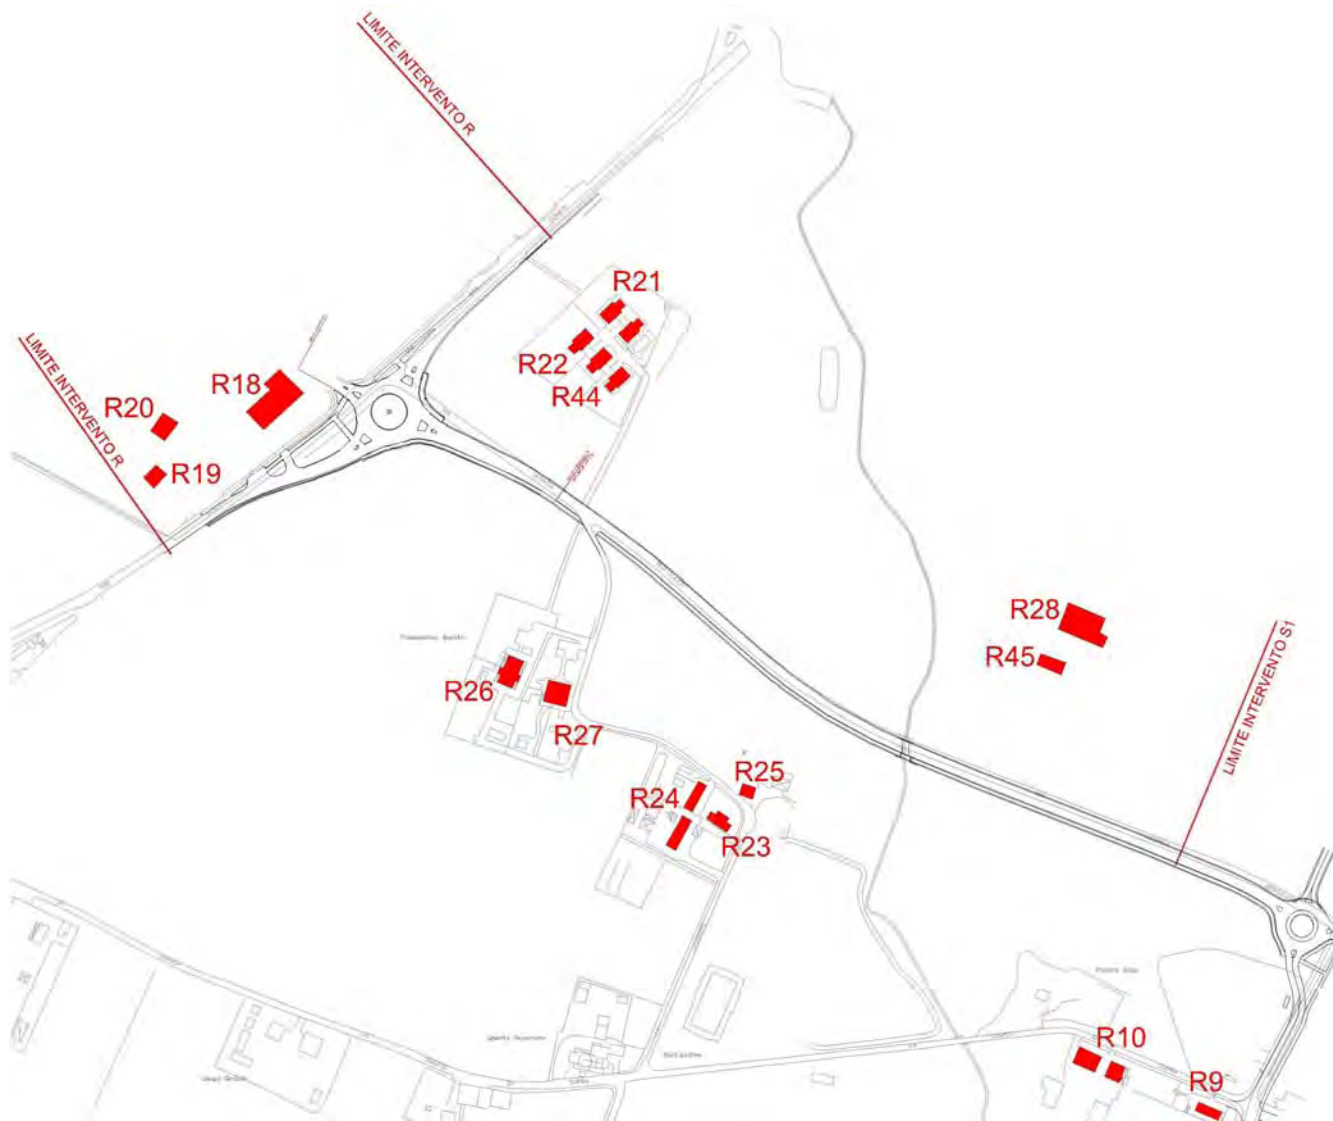 LIMITE INTERVENTO R
R21
R22
R44
LIMITE INTERVENTO R
R18
R20
R19
R28
R45
LIMITE INTERVENTO S1
R26
R27
R25
R24
R23
R10
R9